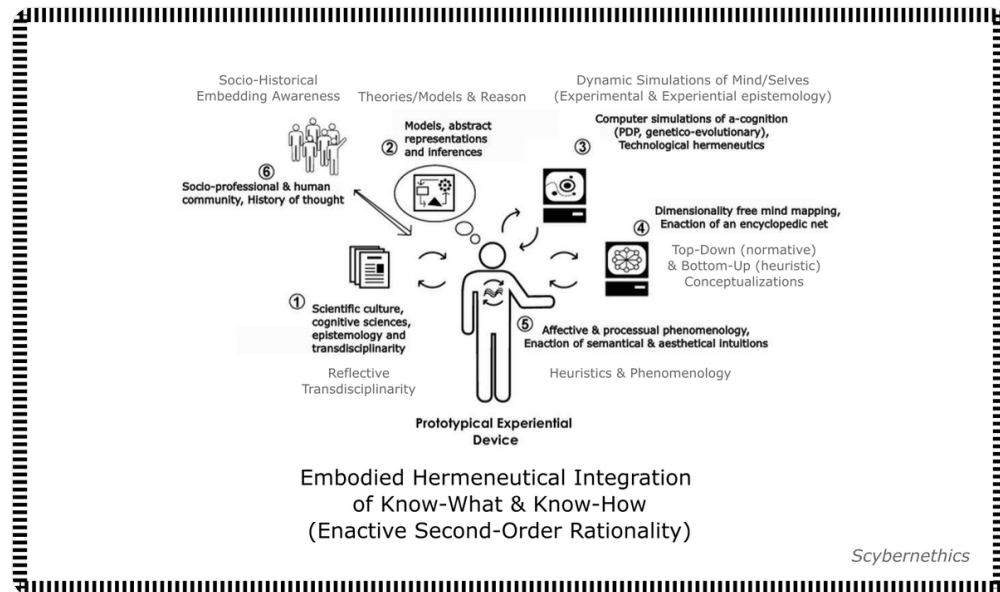 Socio-Historical
Embedding Awareness
Theories/Models & Reason
Dynamic Simulations of Mind/Selves
(Experimental & Experiential epistemology)
⑥
Socio-professional & human
community, History of thought
②
Models, abstract
representations
and inferences
Computer simulations of a-cognition
(PDP, genetico-evolutionary),
Technological hermeneutics
③
Dimensionality free mind mapping,
Enaction of an encyclopedic net
④
Top-Down (normative)
& Bottom-Up (heuristic)
Conceptualizations
①
Scientific culture,
cognitive sciences,
epistemology and
transdisciplinarity
Reflective
Transdisciplinarity
⑤
Affective & processual phenomenology,
Enaction of semantical & aesthetical intuitions
Heuristics & Phenomenology
Prototypical Experiential
Device
Embodied Hermeneutical Integration
of Know-What & Know-How
(Enactive Second-Order Rationality)
Scybernethics